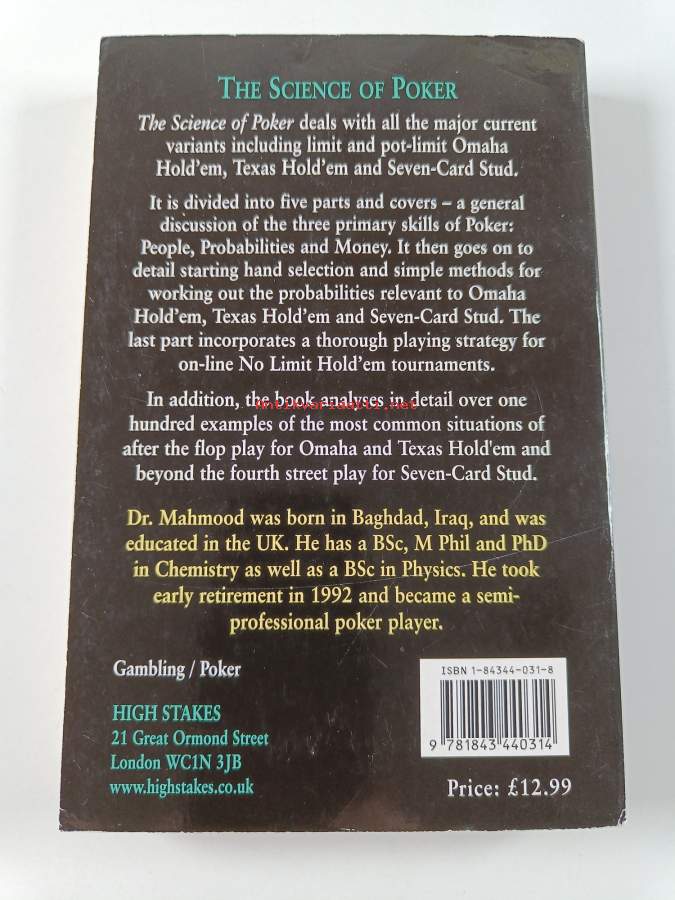 THE SCIENCE OF POKER
The Science of Poker deals with all the major current
variants including limit and pot-limit Omaha
Hold'em, Texas Hold'em and Seven-Card Stud.
It is divided into five parts and covers – a general
discussion of the three primary skills of Poker:
People, Probabilities and Money. It then goes on to
detail starting hand selection and simple methods for
working out the probabilities relevant to Omaha
Hold'em, Texas Hold'em and Seven-Card Stud. The
last part incorporates a thorough playing strategy for
on-line No Limit Hold'em tournaments.
In addition, the book analyses in detail over one
Antikvariaatti.net
hundred examples of the most common situations of
after the flop play for Omaha and Texas Hold'em and
beyond the fourth street play for Seven-Card Stud.
Dr. Mahmood was born in Baghdad, Iraq, and was
educated in the UK. He has a BSc, M Phil and PhD
in Chemistry as well as a BSc in Physics. He took
early retirement in 1992 and became a semi-
professional poker player.
Gambling / Poker
HIGH STAKES
21 Great Ormond Street
London WC1N 3JB
www.highstakes.co.uk
ISBN 1-84344-031-8
9 781843 440314
Price: £12.99